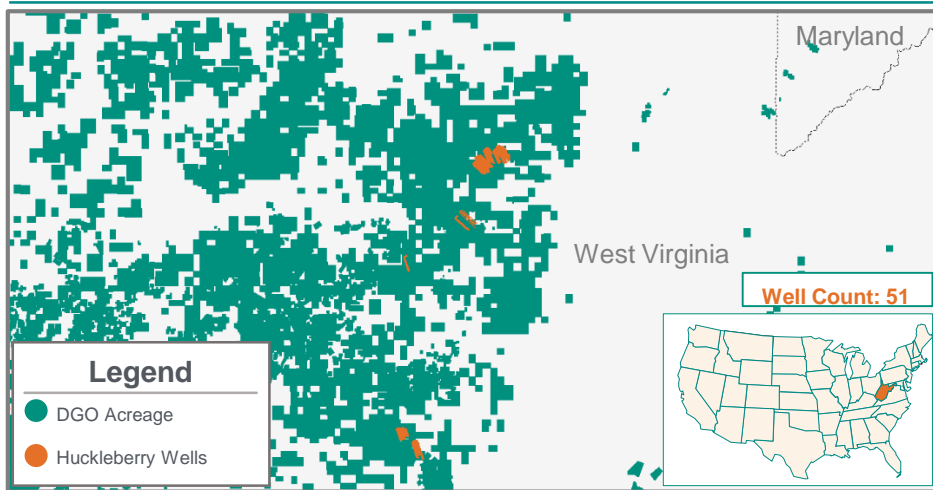 Maryland
West Virginia
Well Count: 51
Legend
DGO Acreage
Huckleberry Wells